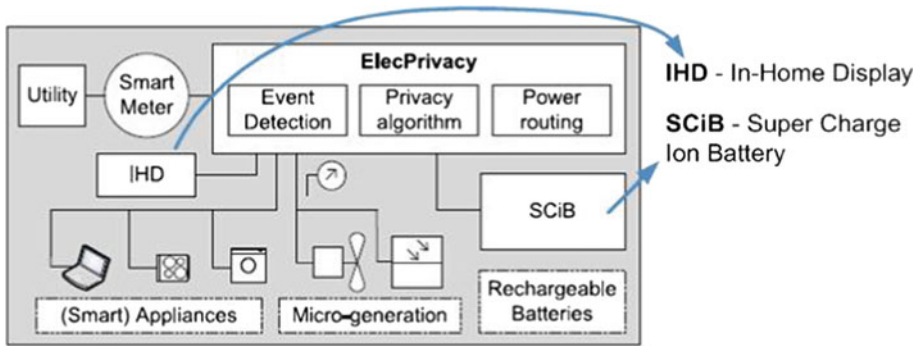 ElecPrivacy
Utility
Smart
Meter
Event
Detection
Privacy
algorithm
Power
routing
IHD
SCiB
(Smart) Appliances
Micro-generation
Rechargeable
Batteries
IHD - In-Home Display
SCiB - Super Charge
Ion Battery